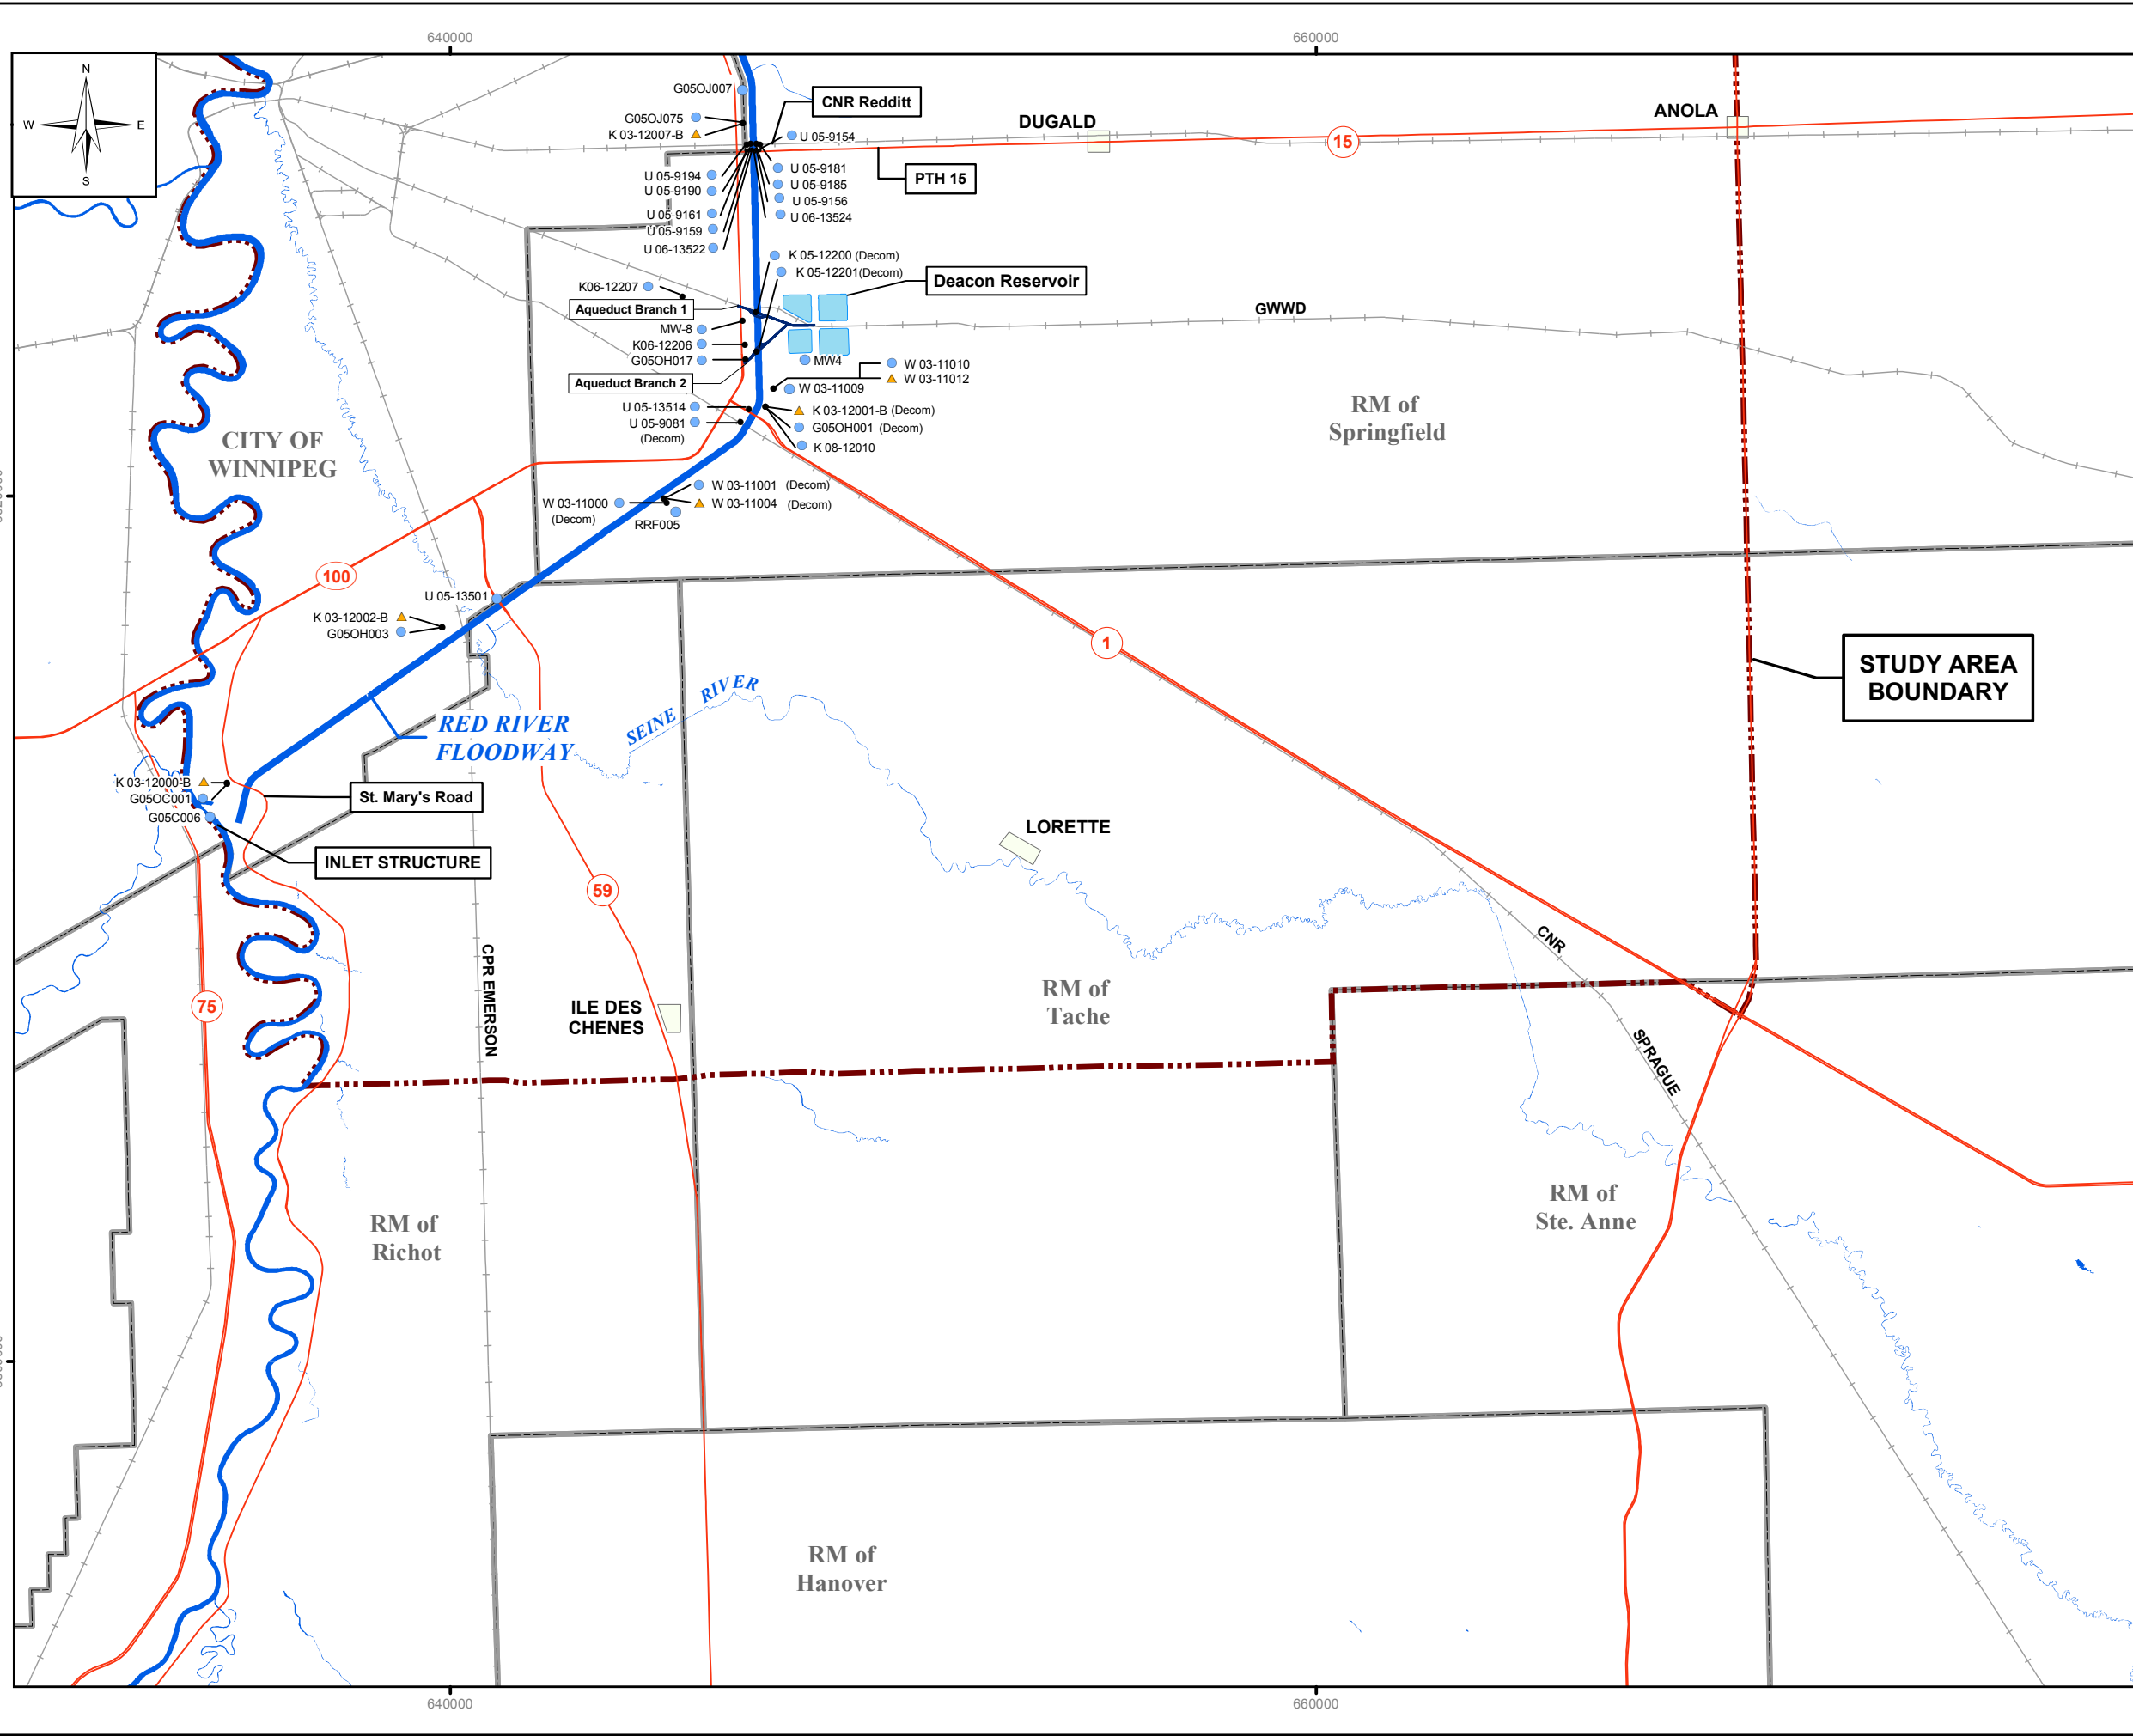 640000
660000
N
W
E
S
G05OJ007
CNR Redditt
G05OJ075
K 03-12007-B
U 05-9154
DUGALD
ANOLA
15
U 05-9194
U 05-9190
U 05-9161
U 05-9159
U 06-13522
U 05-9181
U 05-9185
U 05-9156
U 06-13524
PTH 15
K 05-12200 (Decom)
K 05-12201(Decom)
Deacon Reservoir
K06-12207
Aqueduct Branch 1
GWWD
MW-8
K06-12206
G05OH017
MW4
W 03-11010
W 03-11012
Aqueduct Branch 2
W 03-11009
U 05-13514
U 05-9081
(Decom)
K 03-12001-B (Decom)
G05OH001 (Decom)
K 08-12010
RM of
Springfield
CITY OF
WINNIPEG
W 03-11001 (Decom)
W 03-11000
(Decom)
W 03-11004 (Decom)
RRF005
100
U 05-13501
K 03-12002-B
G05OH003
1
STUDY AREA
BOUNDARY
SEINE RIVER
RED RIVER
FLOODWAY
K 03-12000-B
G05OC001
G05C006
St. Mary's Road
INLET STRUCTURE
LORETTE
59
CNR
CPR EMERSON
75
ILE DES
CHENES
RM of
Tache
SPRAGUE
RM of
Ste. Anne
RM of
Richot
RM of
Hanover
640000
660000